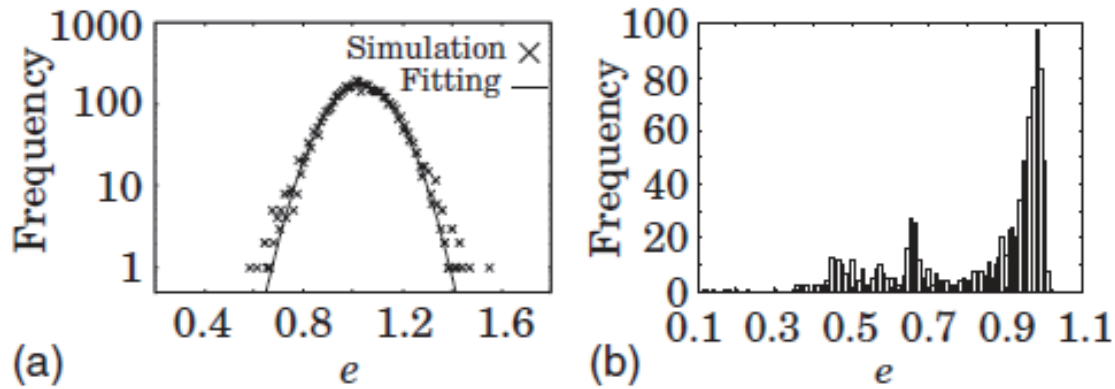 1000
100
10
1
Frequency
Simulation ×
Fitting —
0.4 0.8 1.2 1.6
e
(a)
100
80
60
40
20
0
Frequency
0.1 0.3 0.5 0.7 0.9 1.1
e
(b)